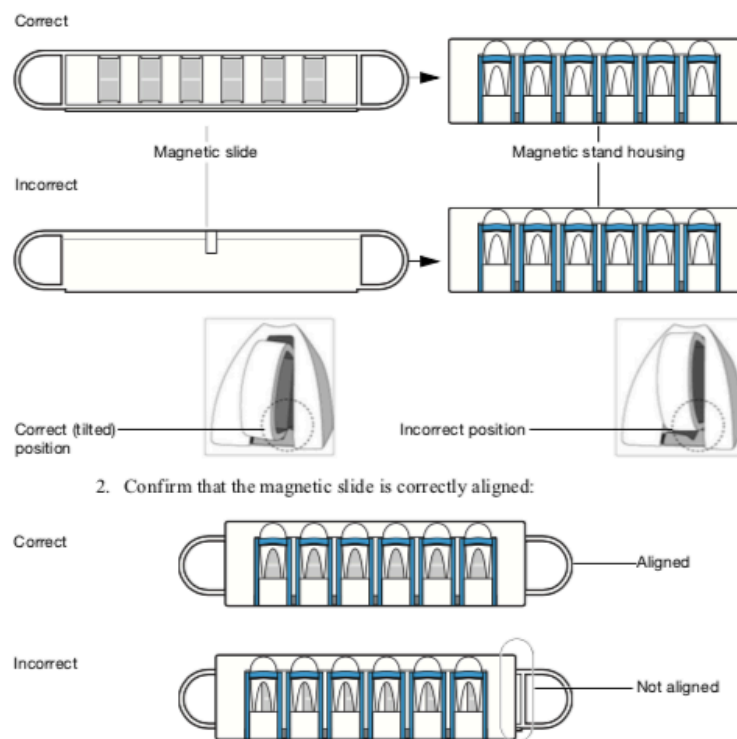 Correct
Magnetic slide
Magnetic stand housing
Incorrect
Correct (tilted)
position
Incorrect position
2. Confirm that the magnetic slide is correctly aligned:
Correct
Aligned
Incorrect
Not aligned